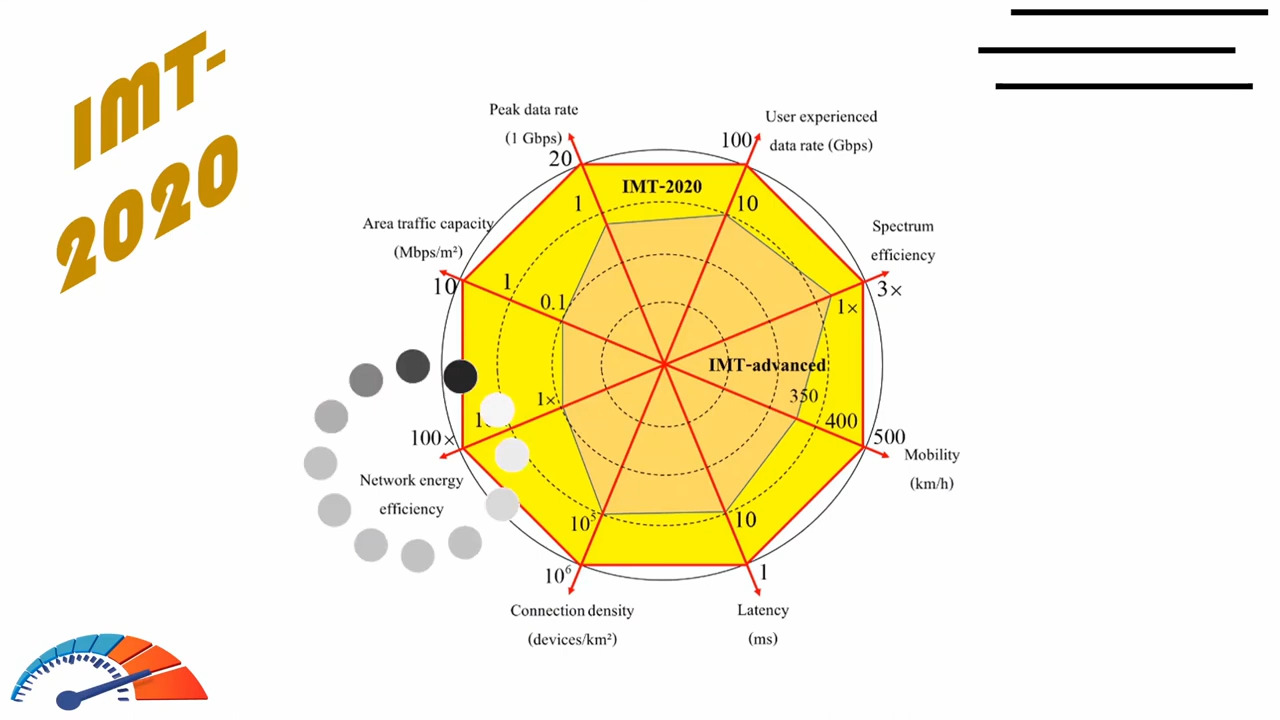 IMT-
2020
Peak data rate
(1 Gbps)
20
1
User experienced
data rate (Gbps)
100
10
IMT-2020
Area traffic capacity
(Mbps/m²)
10
1
0.1
Spectrum
efficiency
3×
1×
IMT-advanced
350
400
500
Mobility
(km/h)
1×
100×
Network energy
efficiency
10⁵
10⁶
Connection density
(devices/km²)
10
1
Latency
(ms)